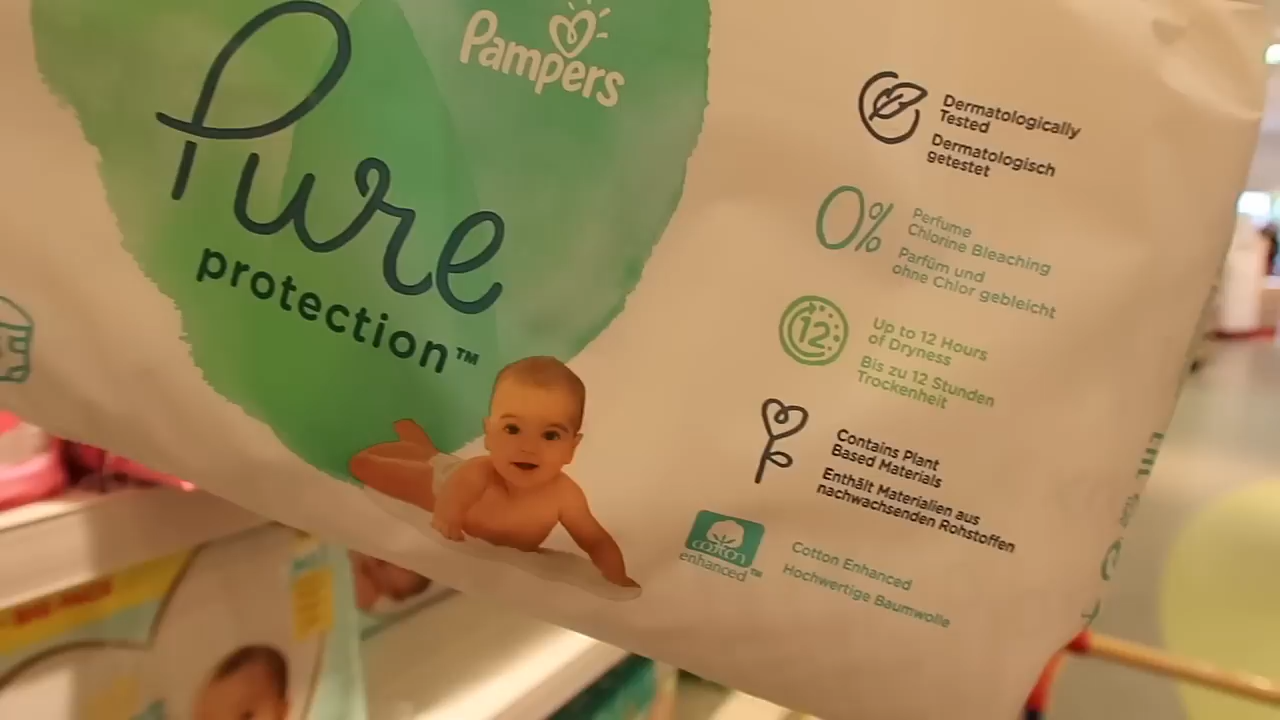 Pampers
Pure
protection™
Dermatologically
Tested
Dermatologisch
getestet
0%
Perfume
Chlorine Bleaching
Parfüm und
ohne Chlor gebleicht
12
Up to 12 Hours
of Dryness
Bis zu 12 Stunden
Trockenheit
Contains Plant
Based Materials
Enthält Materialien aus
nachwachsenden Rohstoffen
cotton
enhanced™
Cotton Enhanced
Hochwertige Baumwolle